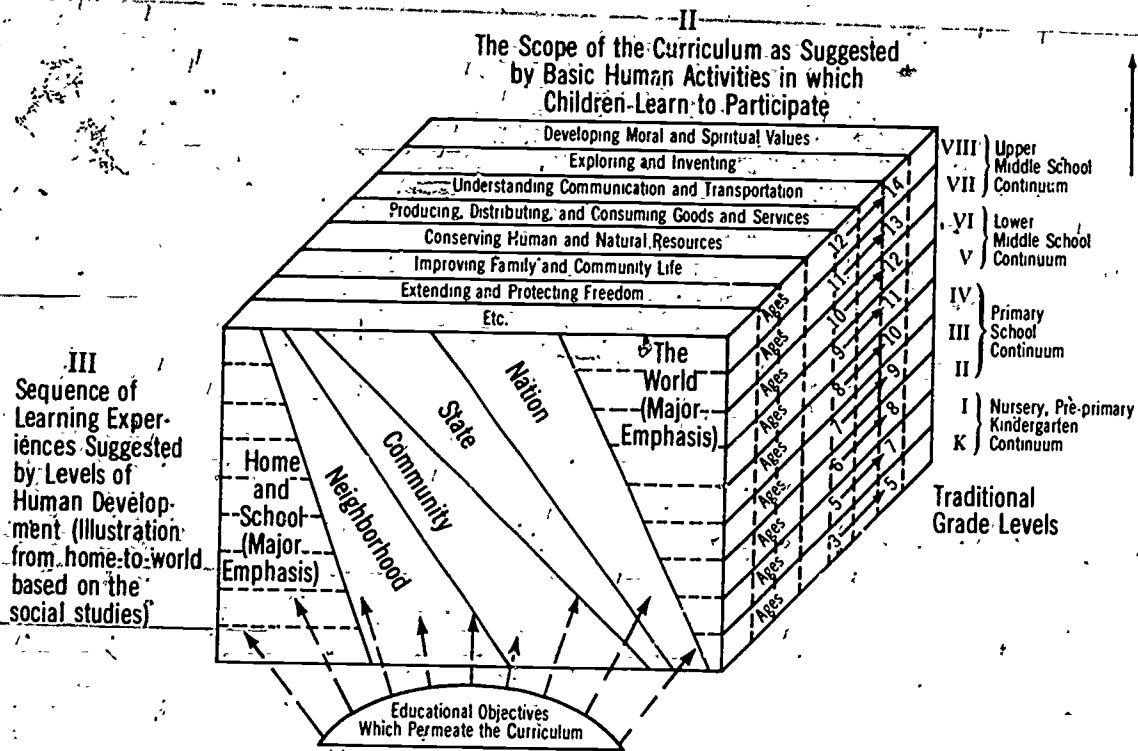 II
The Scope of the Curriculum as Suggested
by Basic Human Activities in which
Children Learn to Participate
Developing Moral and Spiritual Values
Exploring and Inventing
Understanding Communication and Transportation
Producing, Distributing, and Consuming Goods and Services
Conserving Human and Natural Resources
Improving Family and Community Life
Extending and Protecting Freedom
Etc.
III
Sequence of
Learning Exper-
iences Suggested
by Levels of
Human Develop-
ment (Illustration
from home-to-world
based on the
social studies)
Home
and
School
(Major
Emphasis)
Neighborhood
Community
State
Nation
The
World
(Major
Emphasis)
Ages 12 14
Ages 11 13
Ages 10 12
Ages 9 11
Ages 8 10
Ages 7 9
Ages 6 8
Ages 5 7
Ages 3 5
VIII Upper
Middle School
VII Continuum
VI Lower
Middle School
V Continuum
IV
Primary
III School
Continuum
II
I Nursery, Pre-primary
Kindergarten
K Continuum
Traditional
Grade Levels
Educational Objectives
Which Permeate the Curriculum